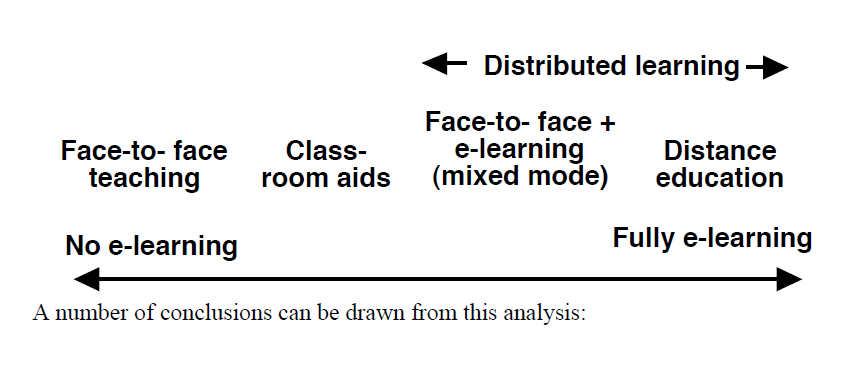 Distributed learning
Face-to- face
teaching
Class-
room aids
Face-to- face +
e-learning
(mixed mode)
Distance
education
No e-learning
Fully e-learning
A number of conclusions can be drawn from this analysis: